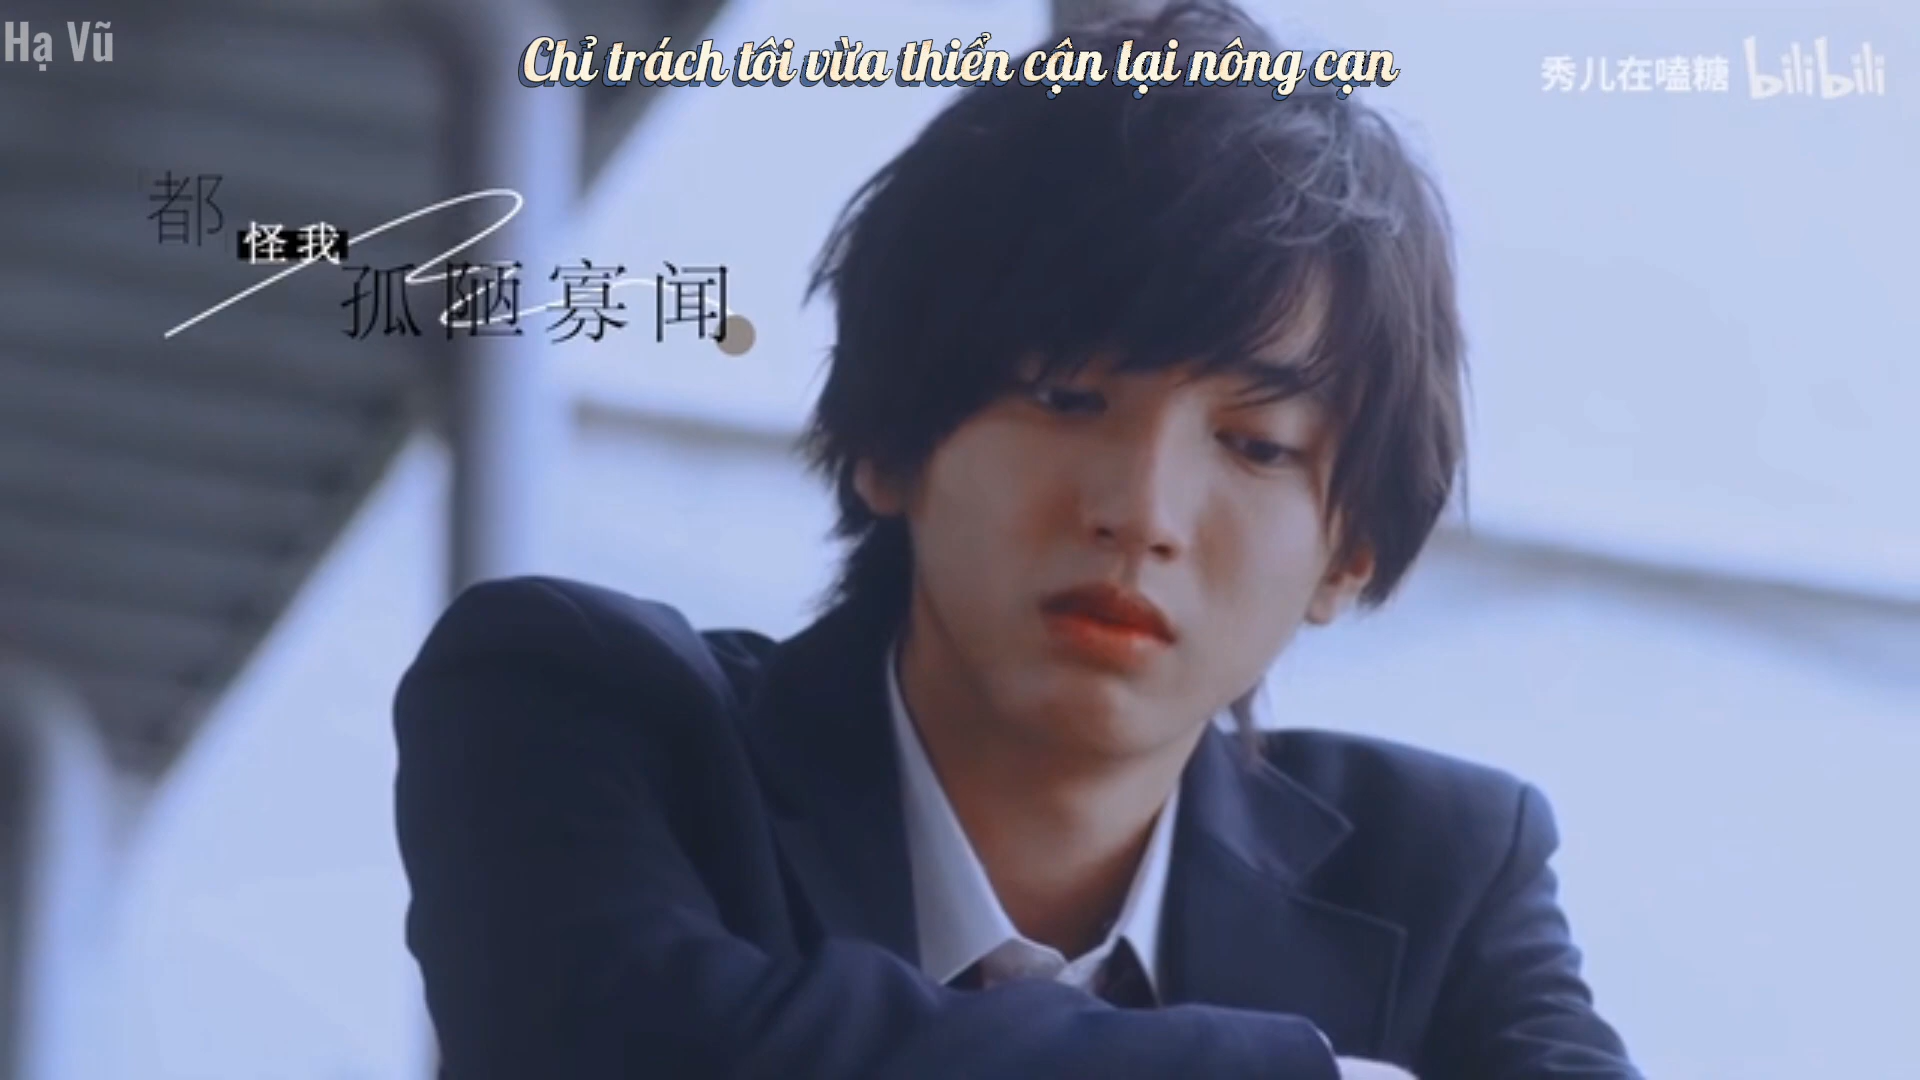 Hạ Vũ
Chỉ trách tôi vừa thiển cận lại nông cạn
秀儿在嗑糖 bilibili
都
怪我
孤陋寡闻